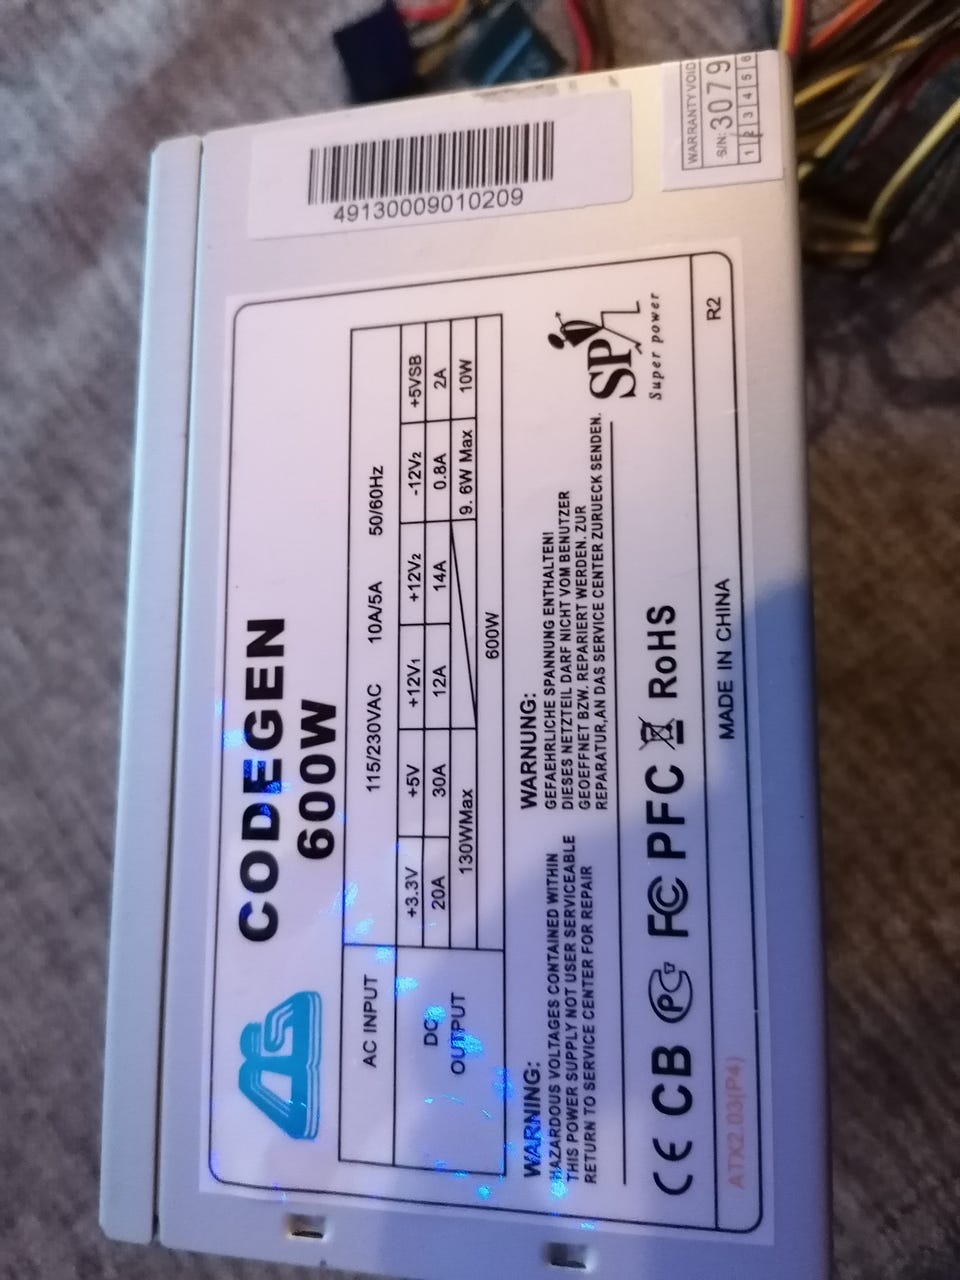 WARRANTY VOID
S/N: 3079
1 2 3 4 5 6
49130009010209
CODEGEN
600W
AC INPUT 115/230VAC 10A/5A 50/60Hz
DC OUTPUT +3.3V +5V +12V1 +12V2 -12V2 +5VSB
20A 30A 12A 14A 0.8A 2A
130WMax 9. 6W Max 10W
600W
WARNING:
HAZARDOUS VOLTAGES CONTAINED WITHIN
THIS POWER SUPPLY NOT USER SERVICEABLE
RETURN TO SERVICE CENTER FOR REPAIR
WARNUNG:
GEFAEHRLICHE SPANNUNG ENTHALTEN!
DIESES NETZTEIL DARF NICHT VOM BENUTZER
GEOEFFNET BZW. REPARIERT WERDEN. ZUR
REPARATUR,AN DAS SERVICE CENTER ZURUECK SENDEN.
SP
Super power
CE CB PG FC PFC RoHS
ATX2.03(P4) MADE IN CHINA R2